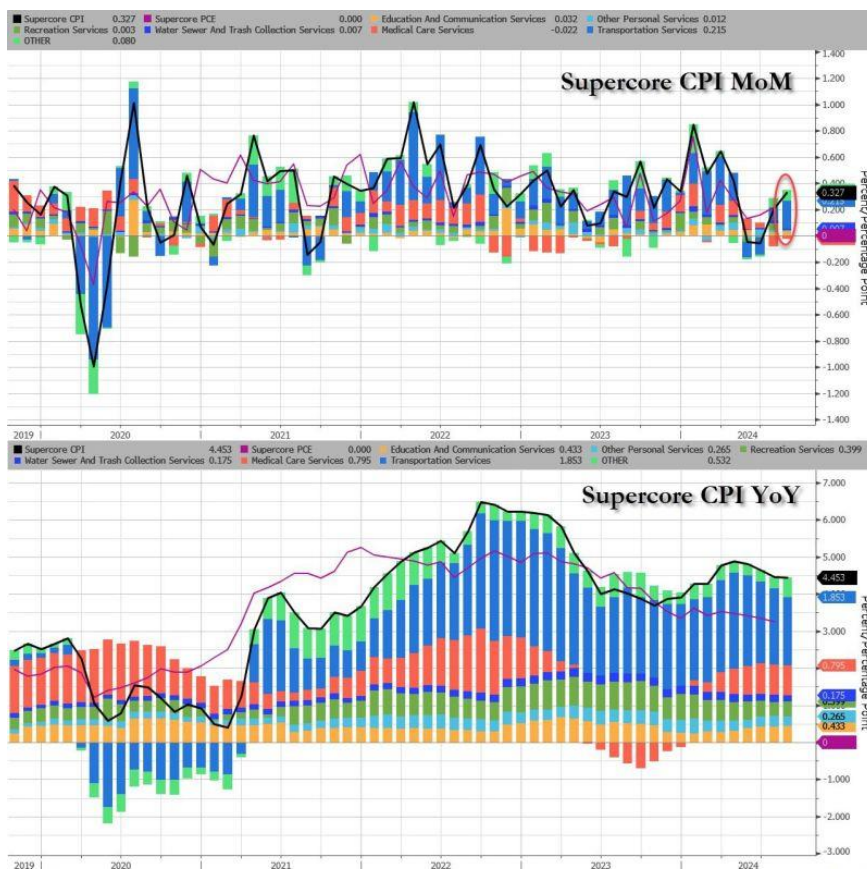 Supercore CPI 0.327 Supercore PCE 0.000 Education And Communication Services 0.032 Other Personal Services 0.012
Recreation Services 0.003 Water Sewer And Trash Collection Services 0.007 Medical Care Services -0.022 Transportation Services 0.215
OTHER 0.080
Supercore CPI MoM
1.400
1.200
1.000
0.800
0.600
0.327
0.200
0.007
0
-0.200
-0.400
-0.600
-0.800
-1.000
-1.200
-1.400
Percent/Percentage Point
2019 2020 2021 2022 2023 2024
Supercore CPI 4.453 Supercore PCE 0.000 Education And Communication Services 0.433 Other Personal Services 0.265 Recreation Services 0.399
Water Sewer And Trash Collection Services 0.175 Medical Care Services 0.795 Transportation Services 1.853 OTHER 0.532
Supercore CPI YoY
7.000
6.000
5.000
4.453
1.853
3.000
0.795
0.175
0.399
0.265
0.433
0
-1.000
-2.000
-3.000
Percent/Percentage Point
2019 2020 2021 2022 2023 2024